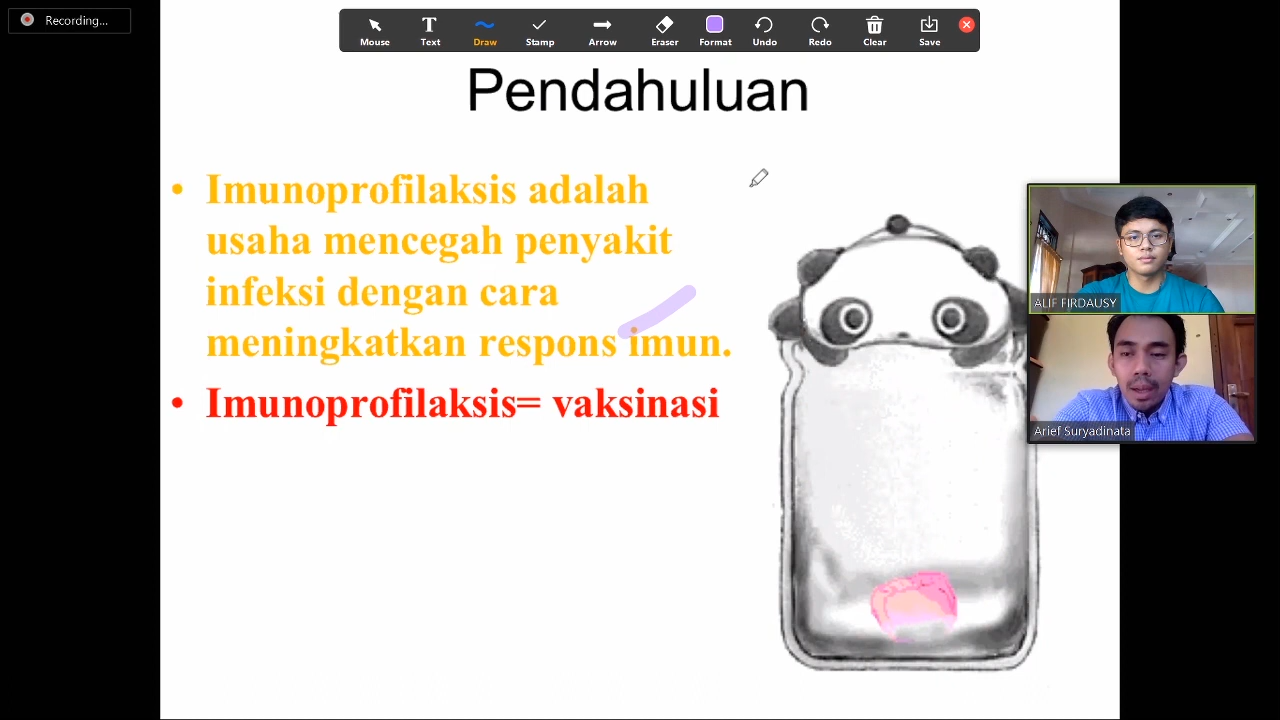 Recording...
Mouse Text Draw Stamp Arrow Eraser Format Undo Redo Clear Save
Pendahuluan
• Imunoprofilaksis adalah
usaha mencegah penyakit
infeksi dengan cara
meningkatkan respons imun.
• Imunoprofilaksis= vaksinasi
ALIF FIRDAUSY
Arief Suryadinata